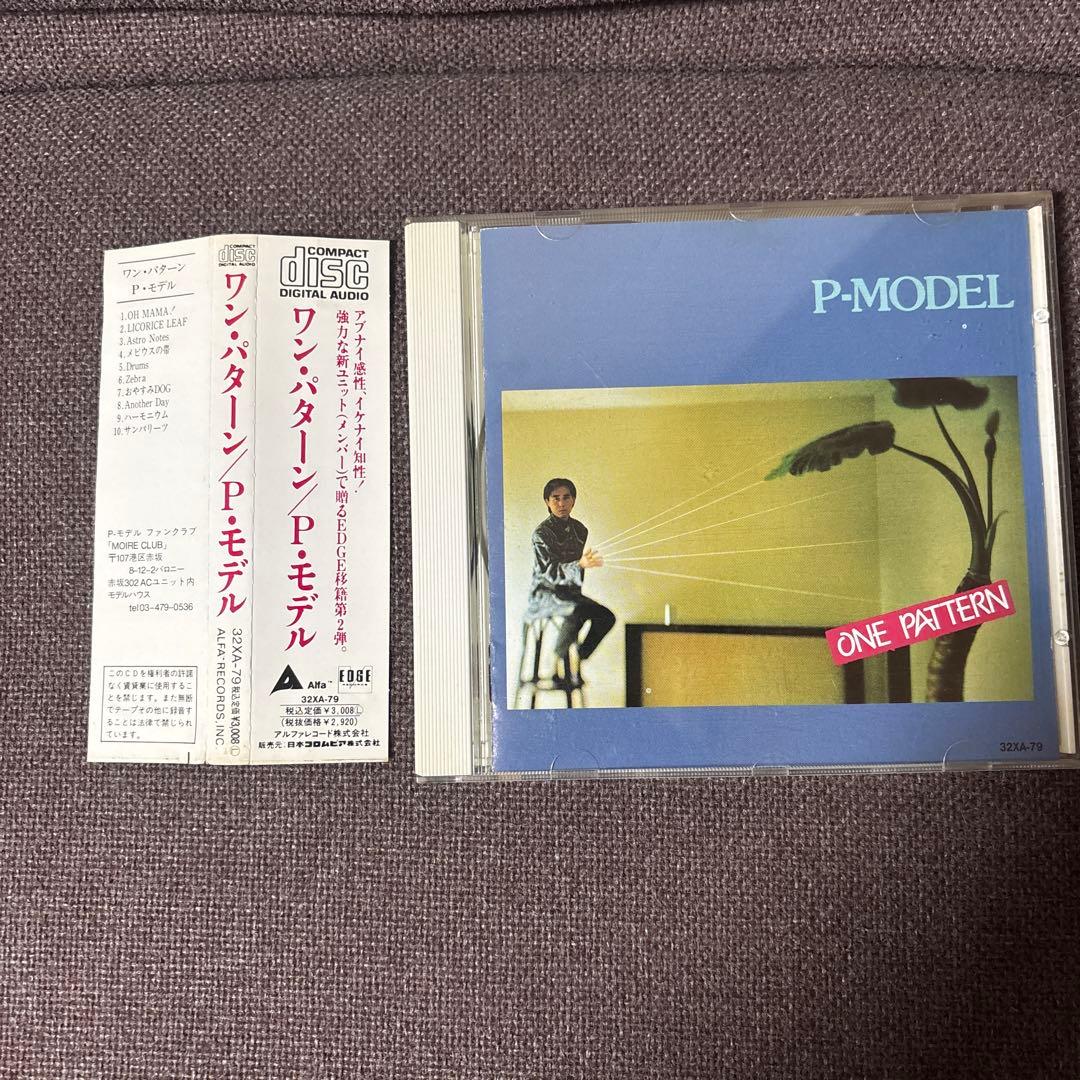 ワン・パターン
P・モデル
1.OH MAMA!
2.LICORICE LEAF
3.Astro Notes
4.メビウスの帯
5.Drums
6.Zebra
7.おやすみDOG
8.Another Day
9.ハーモニウム
10.サンパリーツ
P-モデル ファンクラブ
「MOIRE CLUB」
〒107港区赤坂
8-12-2バロニー
赤坂302 ACユニット内
モデルハウス
tel 03-479-0536
このCDを権利者の許諾
なく賃貸業に使用するこ
とを禁じます。また無断
でテープその他に録音す
ることは法律で禁じられ
ています。
COMPACT
disc
DIGITAL AUDIO
ワン・パターン/P・モデル
32XA-79 税込定価¥3,008Ⓛ
ALFA・RECORDS, INC.
COMPACT
disc
DIGITAL AUDIO
アブナイ感性、イケナイ知性!
強力な新ユニット(メンバー)で贈るEDGE移籍第2弾。
ワン・パターン/P・モデル
Alfa™
EDGE
32XA-79
税込定価¥3,008Ⓛ
(税抜価格¥2,920)
アルファレコード株式会社
販売元:日本コロムビア株式会社
P-MODEL
ONE PATTERN
32XA-79